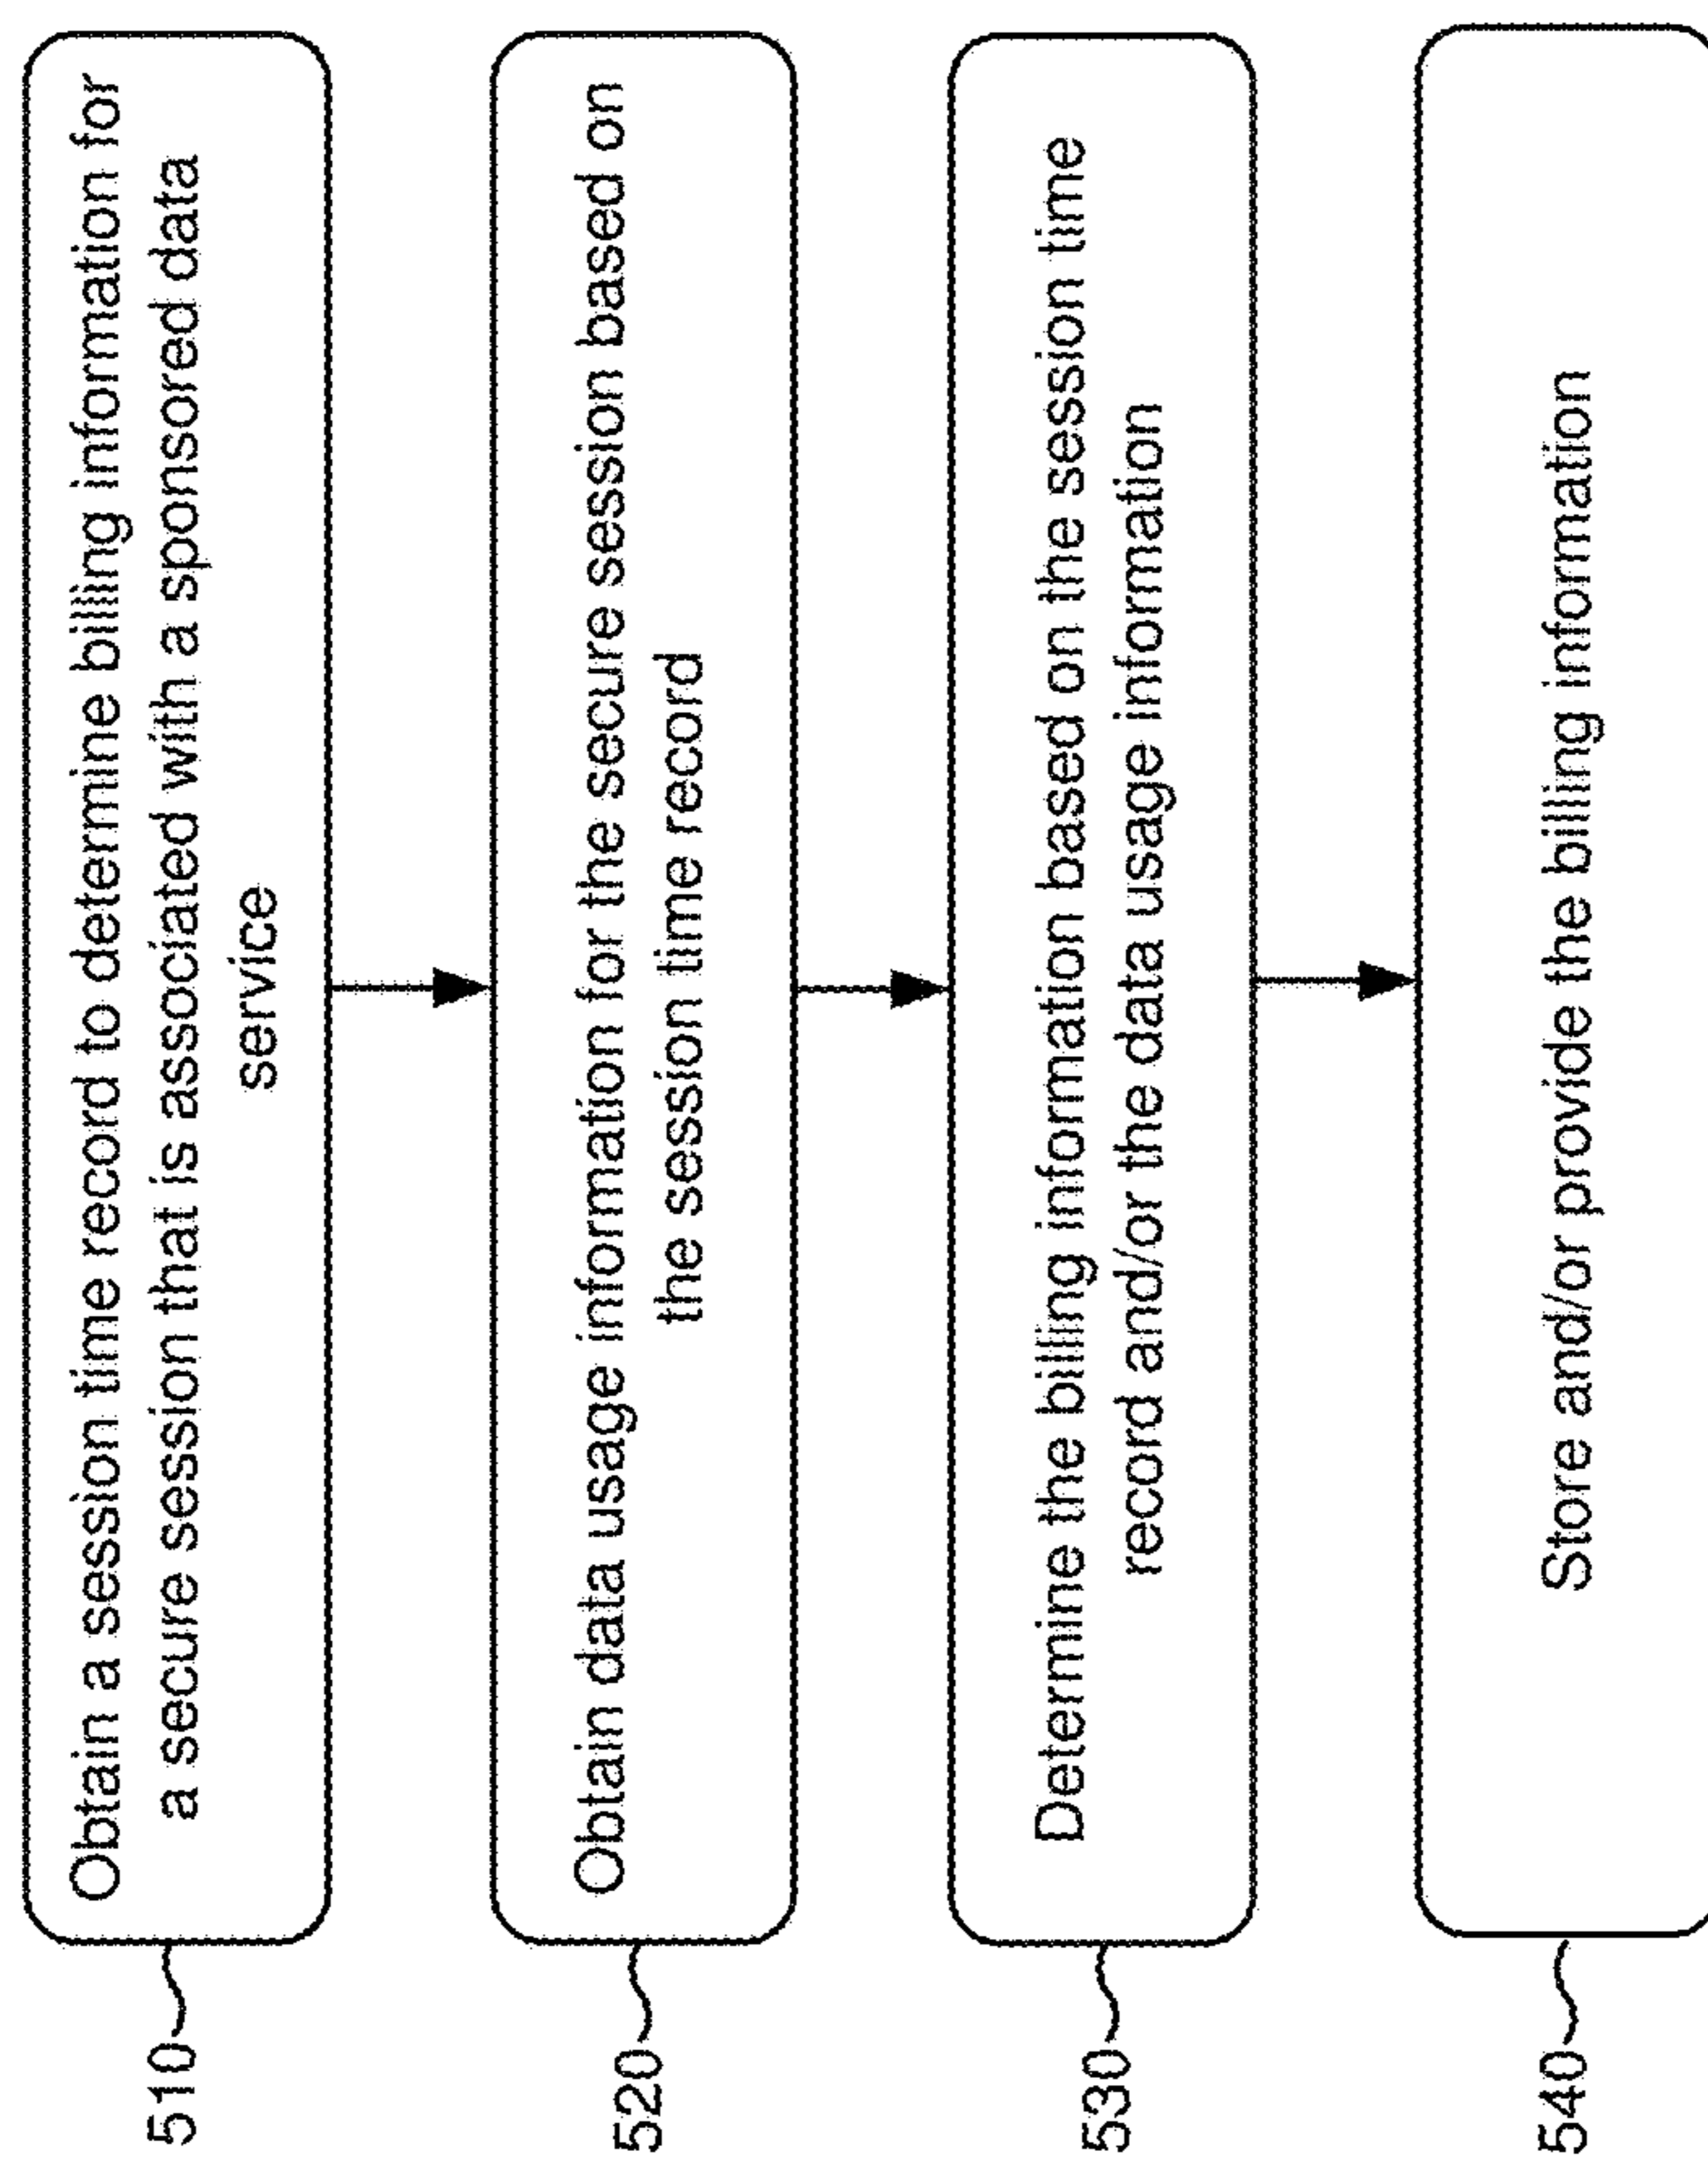 510
Obtain a session time record to determine billing information for
a secure session that is associated with a sponsored data
service
520
Obtain data usage information for the secure session based on
the session time record
530
Determine the billing information based on the session time
record and/or the data usage information
540
Store and/or provide the billing information